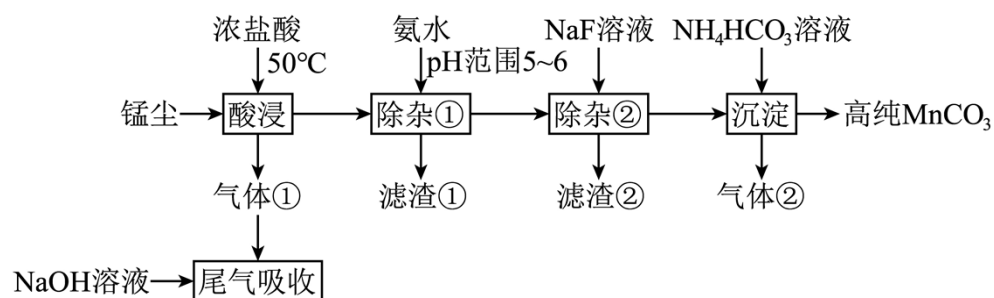 浓盐酸 氨水 NaF溶液 NH₄HCO₃溶液
50℃ pH范围5~6
锰尘 酸浸 除杂① 除杂② 沉淀 高纯MnCO₃
气体① 滤渣① 滤渣② 气体②
NaOH溶液 尾气吸收